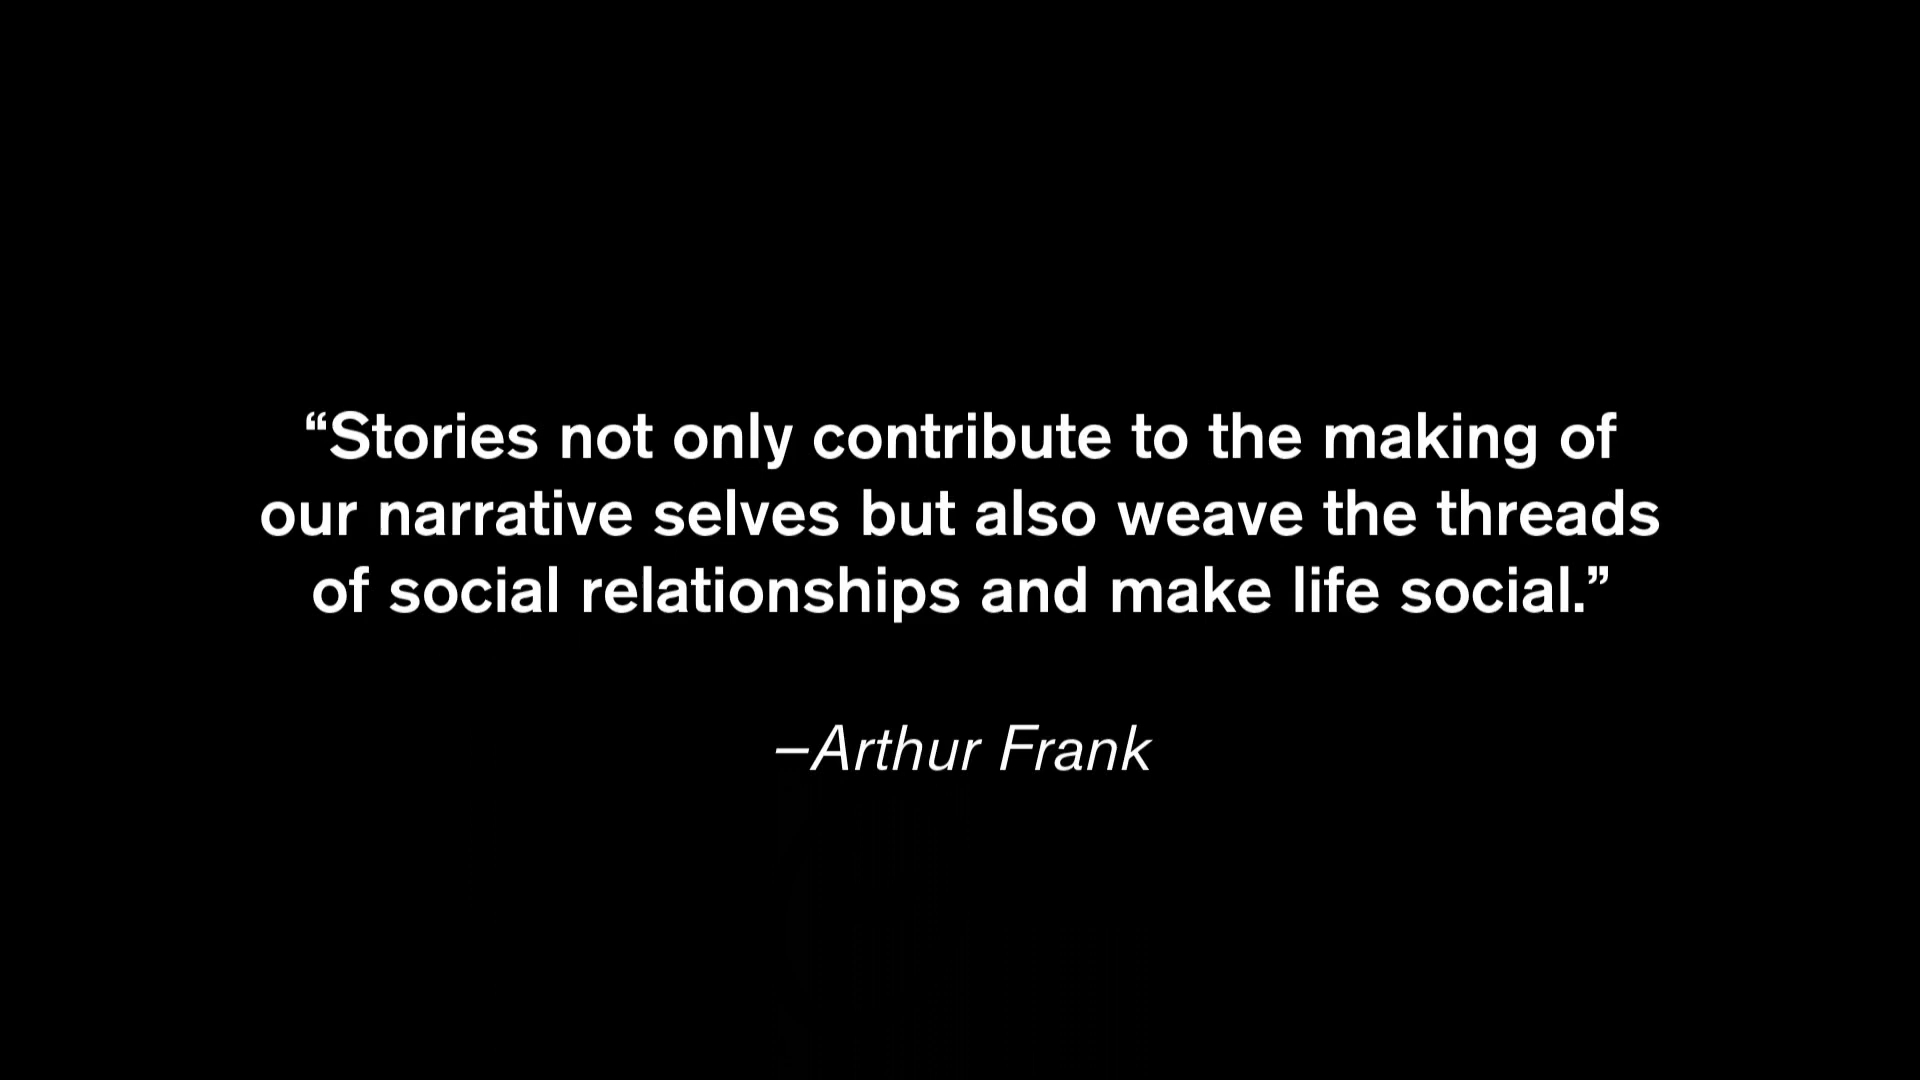 “Stories not only contribute to the making of
our narrative selves but also weave the threads
of social relationships and make life social.”
–Arthur Frank